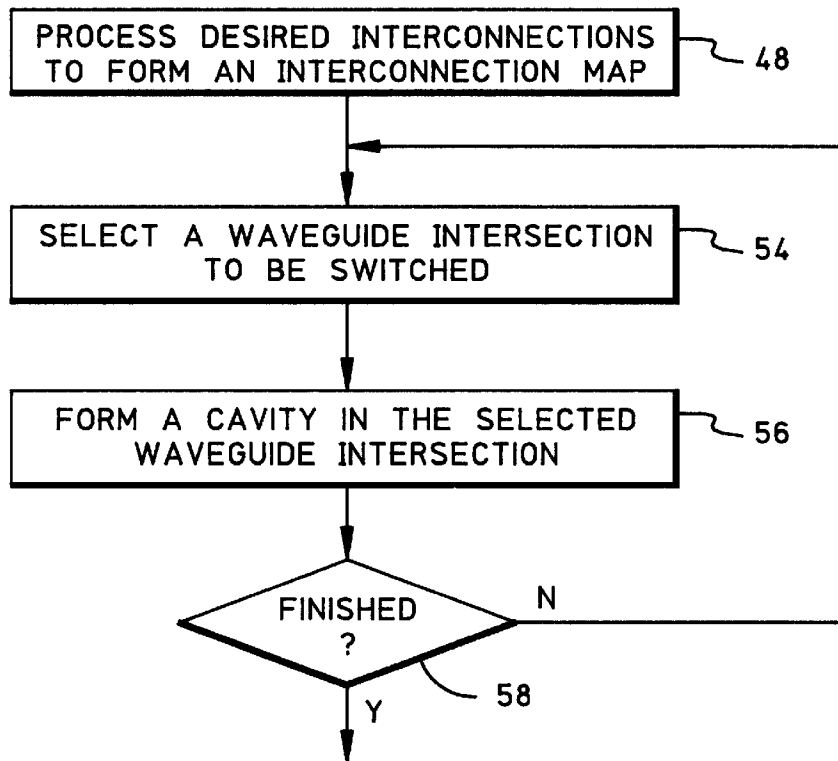 PROCESS DESIRED INTERCONNECTIONS
TO FORM AN INTERCONNECTION MAP
48
SELECT A WAVEGUIDE INTERSECTION
TO BE SWITCHED
54
FORM A CAVITY IN THE SELECTED
WAVEGUIDE INTERSECTION
56
FINISHED
?
N
58
Y